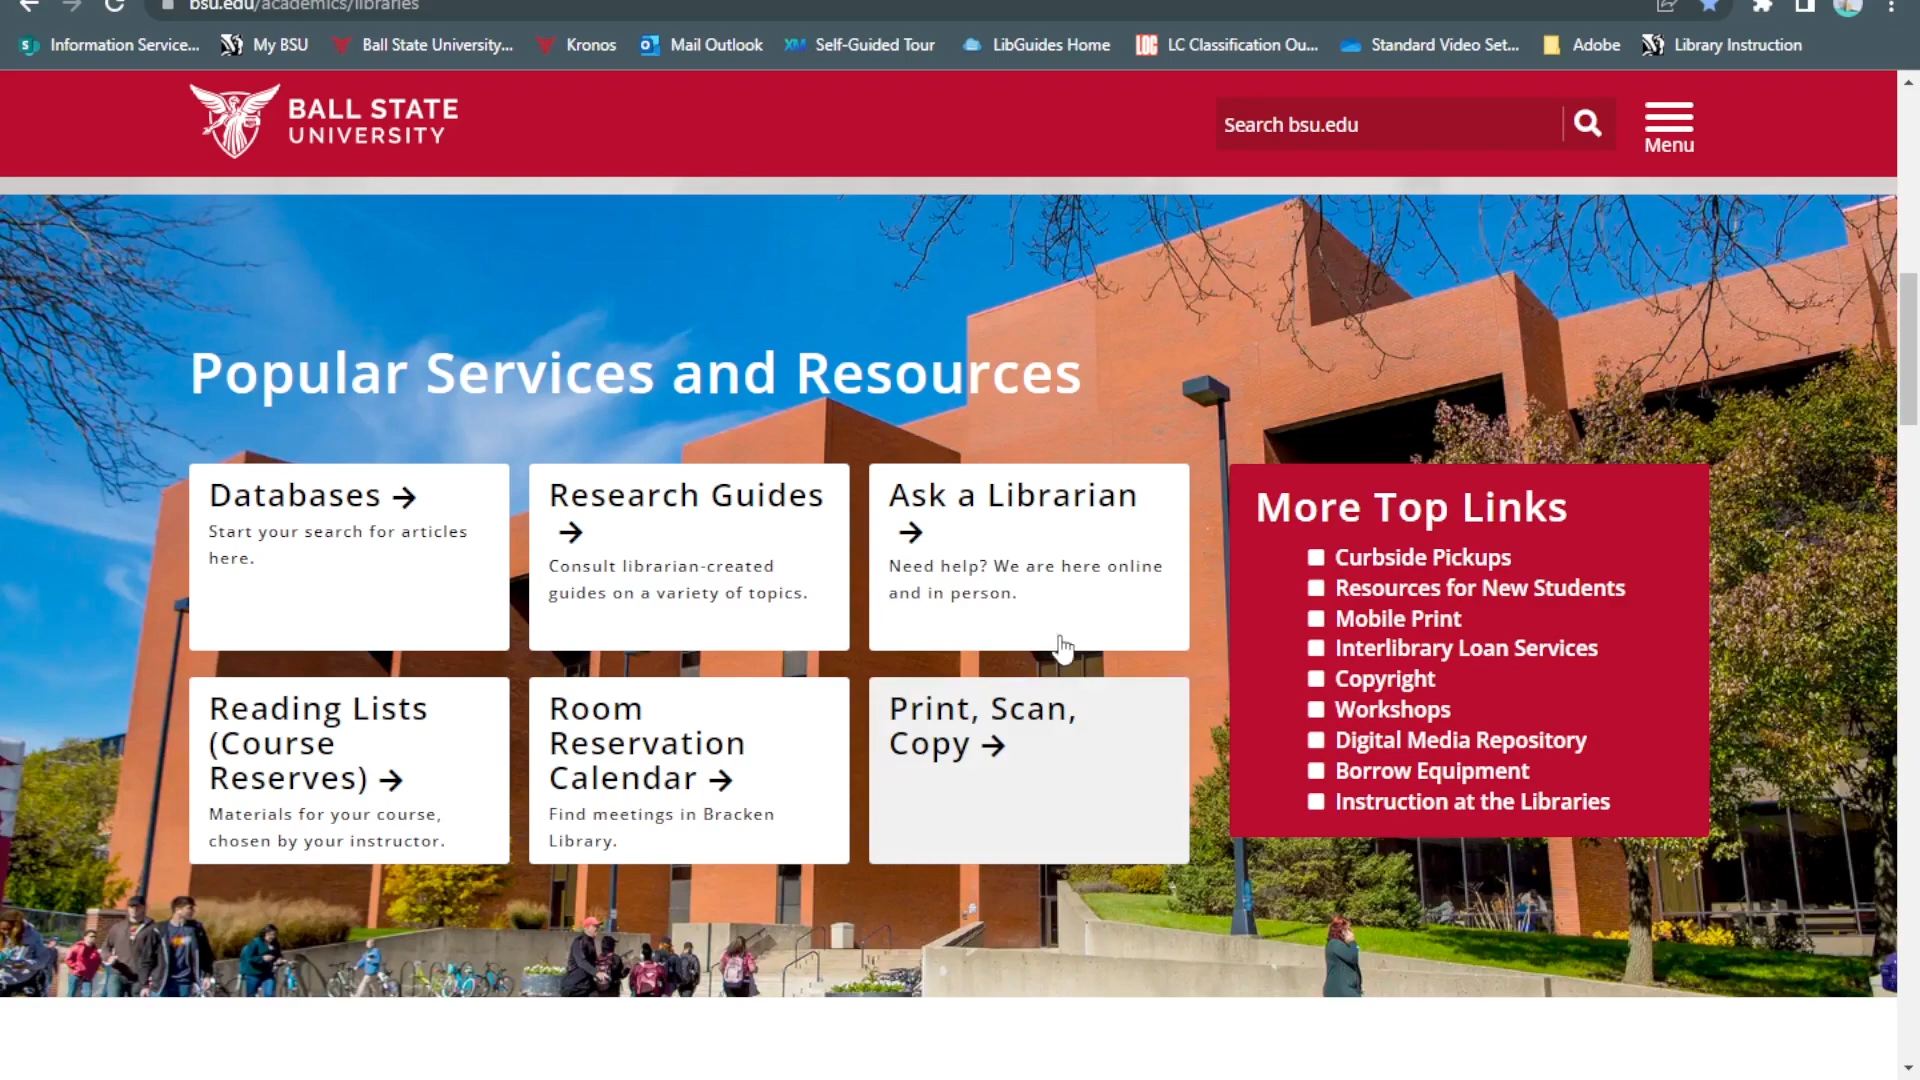 bsu.edu/academics/libraries
Information Service... My BSU Ball State University... Kronos Mail Outlook Self-Guided Tour LibGuides Home LC Classification Ou... Standard Video Set... Adobe Library Instruction
BALL STATE
UNIVERSITY
Search bsu.edu
Menu
Popular Services and Resources
Databases →
Start your search for articles
here.
Research Guides
→
Consult librarian-created
guides on a variety of topics.
Ask a Librarian
→
Need help? We are here online
and in person.
Reading Lists
(Course
Reserves) →
Materials for your course,
chosen by your instructor.
Room
Reservation
Calendar →
Find meetings in Bracken
Library.
Print, Scan,
Copy →
More Top Links
Curbside Pickups
Resources for New Students
Mobile Print
Interlibrary Loan Services
Copyright
Workshops
Digital Media Repository
Borrow Equipment
Instruction at the Libraries